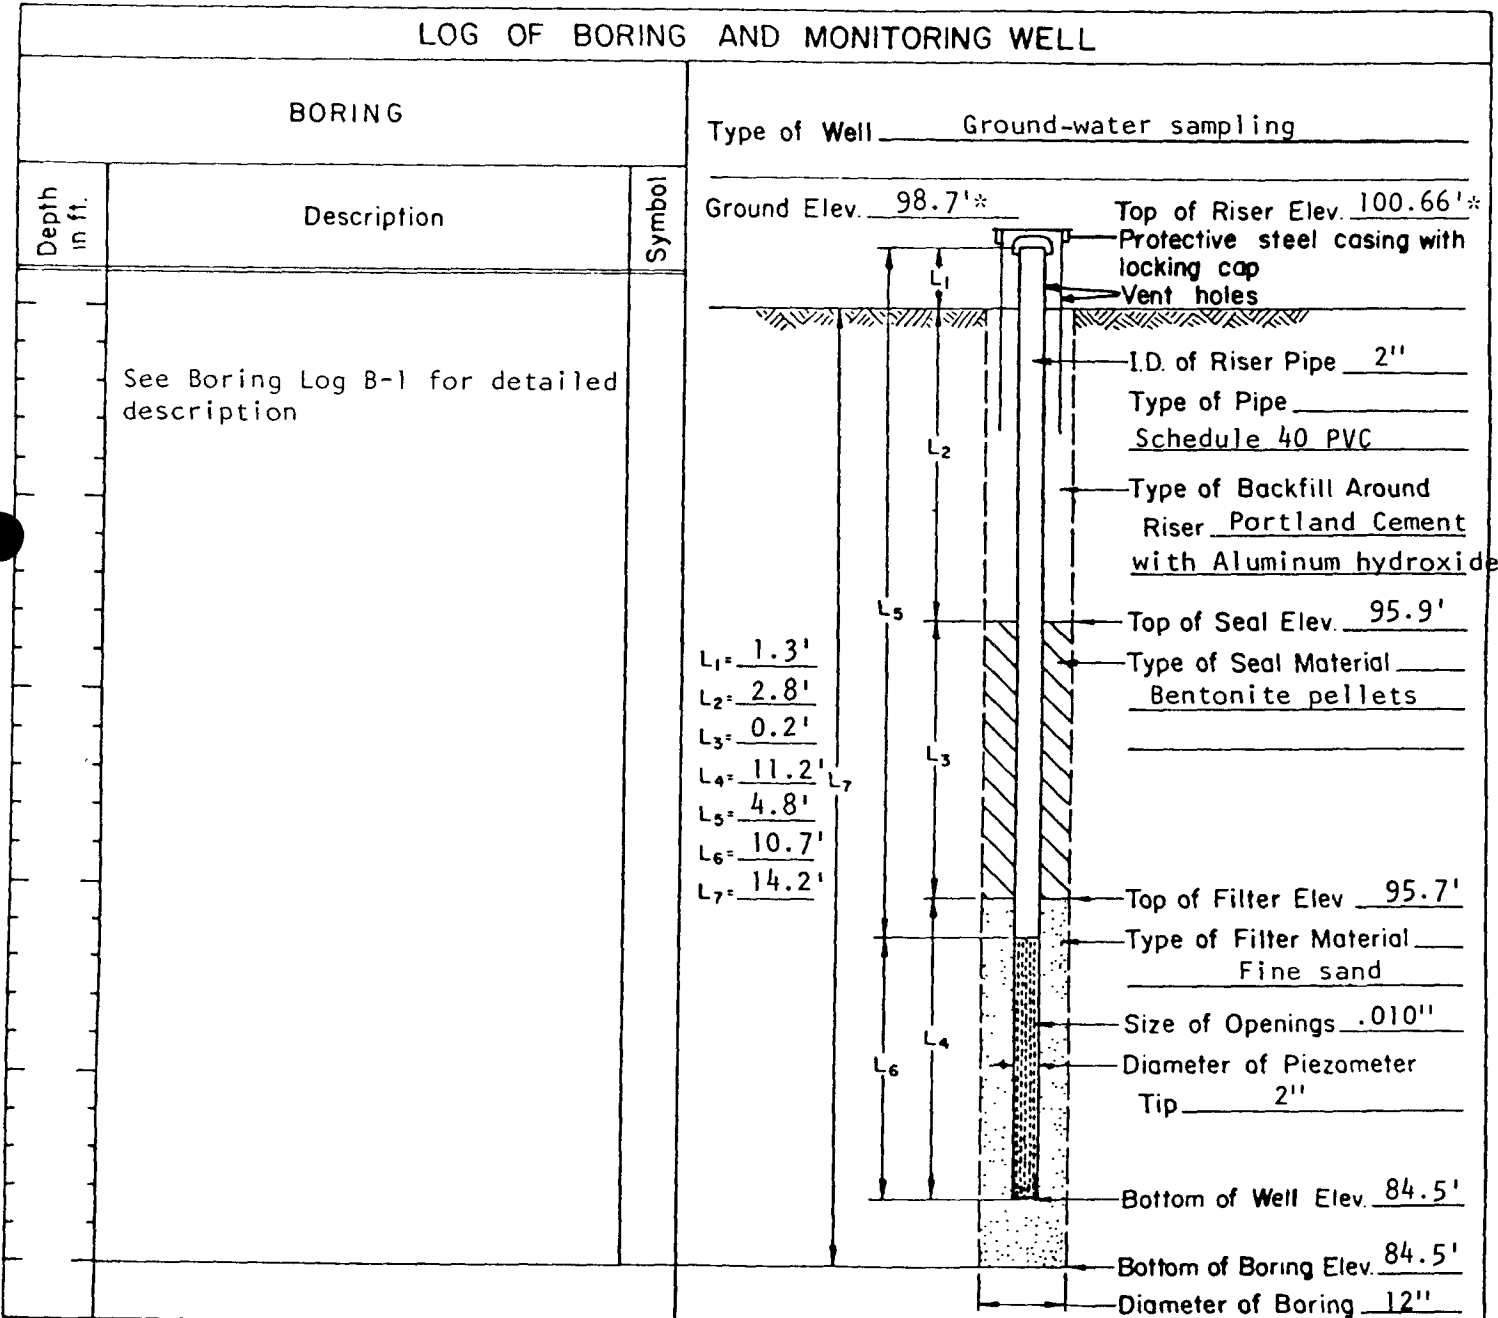 LOG OF BORING AND MONITORING WELL
BORING
Depth in ft.
Description
Symbol
See Boring Log B-1 for detailed
description
Type of Well Ground-water sampling
Ground Elev. 98.7'*
Top of Riser Elev. 100.66'*
Protective steel casing with
locking cap
Vent holes
L1
I.D. of Riser Pipe 2"
Type of Pipe
Schedule 40 PVC
L2
Type of Backfill Around
Riser Portland Cement
with Aluminum hydroxide
L5
Top of Seal Elev. 95.9'
Type of Seal Material
Bentonite pellets
L1= 1.3'
L2= 2.8'
L3= 0.2'
L4= 11.2'
L5= 4.8'
L6= 10.7'
L7= 14.2'
L3
L7
Top of Filter Elev 95.7'
Type of Filter Material
Fine sand
Size of Openings .010"
L4
L6
Diameter of Piezometer
Tip 2"
Bottom of Well Elev. 84.5'
Bottom of Boring Elev. 84.5'
Diameter of Boring 12"